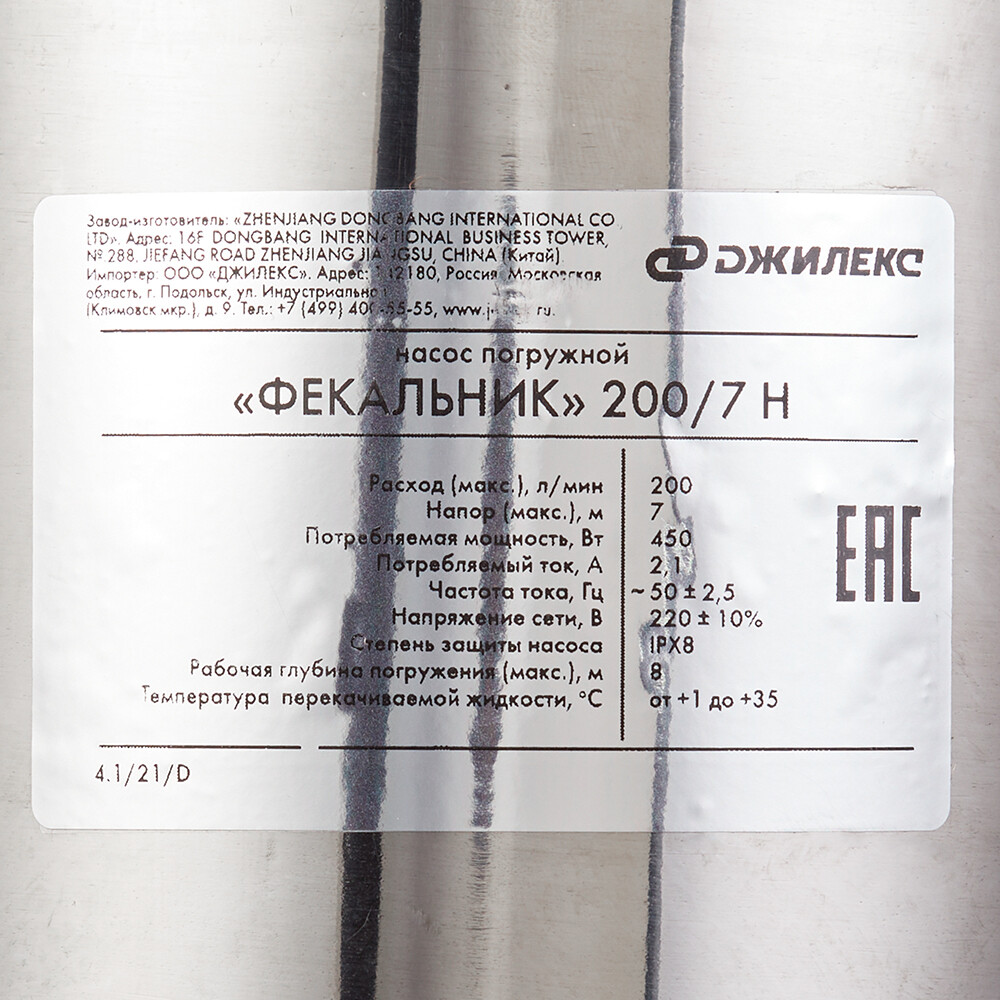 Завод-изготовитель: «ZHENJIANG DONGBANG INTERNATIONAL CO.
LTD». Адрес: 16F DONGBANG INTERNATIONAL BUSINESS TOWER,
№ 288, JIEFANG ROAD ZHENJIANG JIANGSU, CHINA (Китай).
Импортер: ООО «ДЖИЛЕКС». Адрес: 142180, Россия, Московская
область, г. Подольск, ул. Индустриальная
(Климовск мкр.), д. 9. Тел.: +7 (499) 400-55-55,
ДЖИЛЕКС
насос погружной
«ФЕКАЛЬНИК» 200/7 Н
Расход (макс.), л/мин 200
Напор (макс.), м 7
Потребляемая мощность, Вт 450
Потребляемый ток, А 2,1
Частота тока, Гц ~50 ± 2,5
Напряжение сети, В 220 ± 10%
Степень защиты насоса IPX8
Рабочая глубина погружения (макс.), м 8
Температура перекачиваемой жидкости, °С от +1 до +35
EAC
4.1/21/D